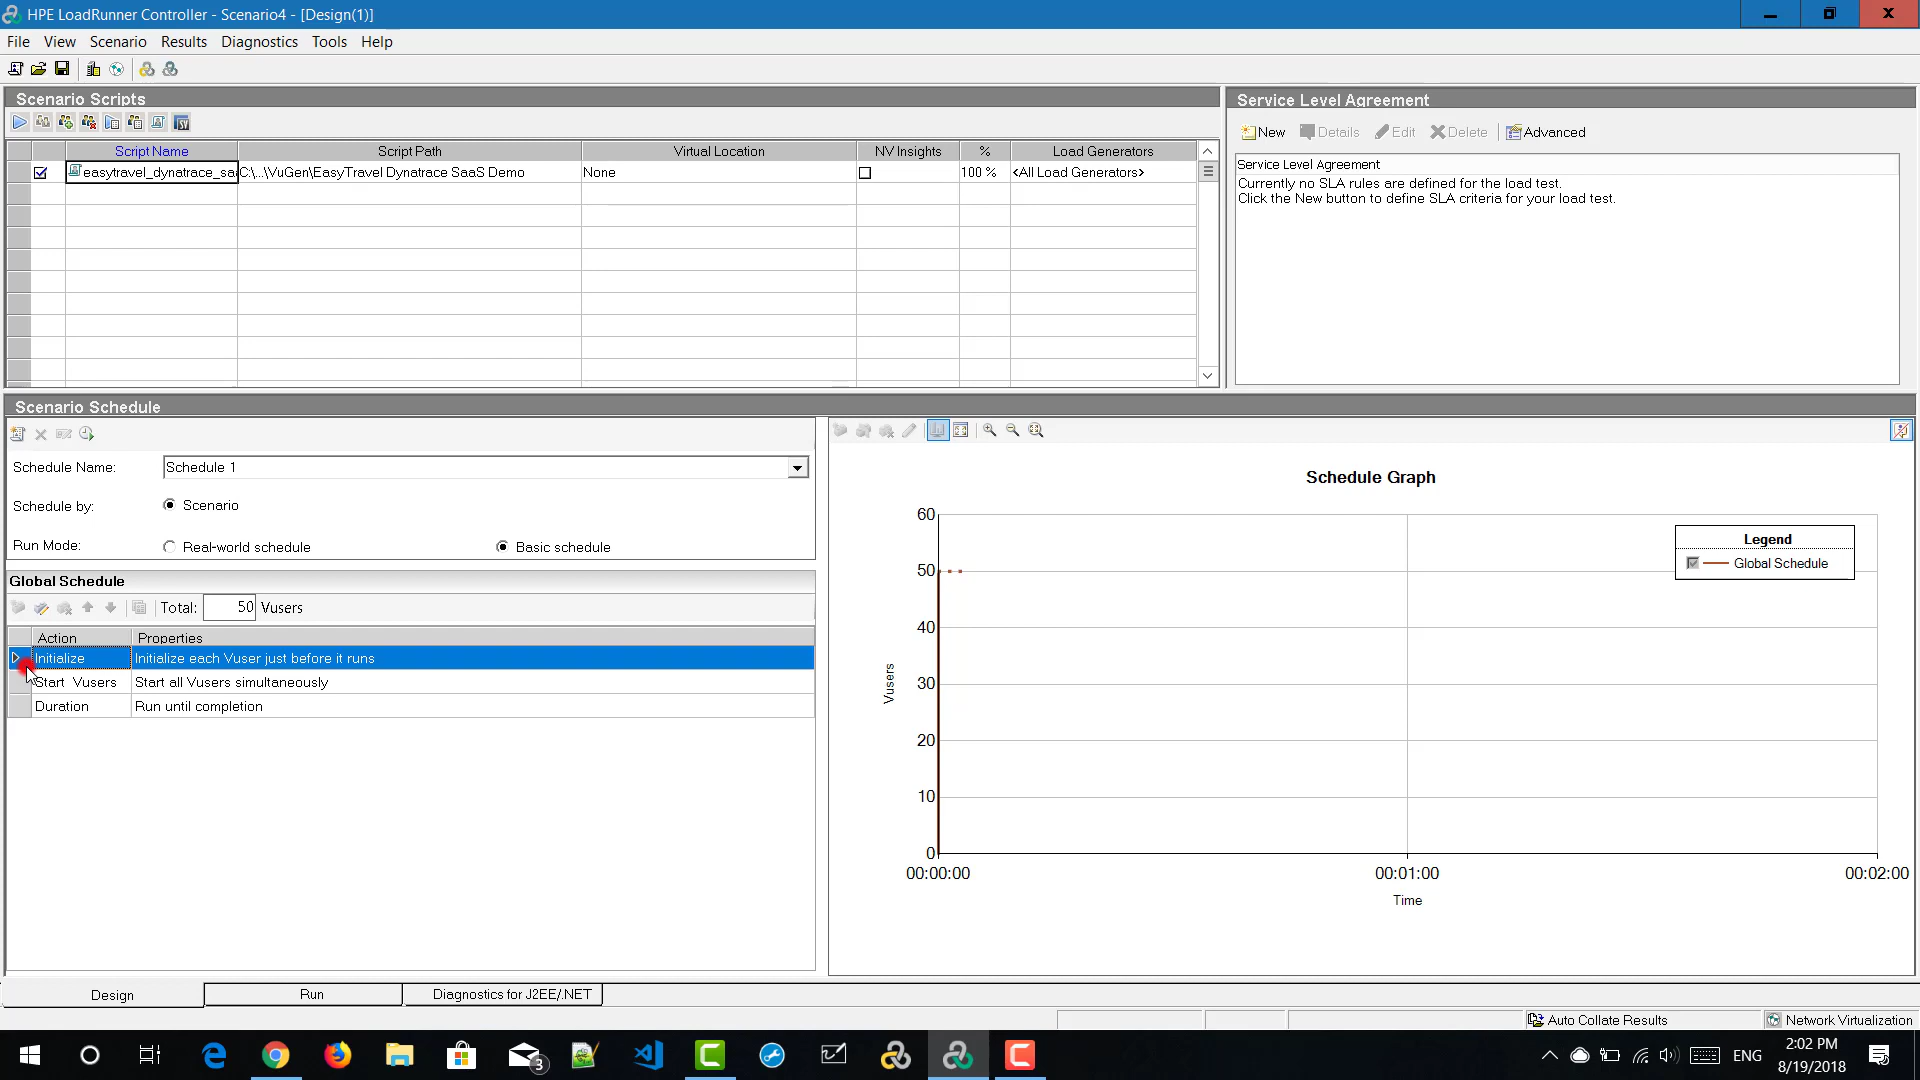 HPE LoadRunner Controller - Scenario4 - [Design(1)]
File View Scenario Results Diagnostics Tools Help
Scenario Scripts
Service Level Agreement
New Details Edit Delete Advanced
Script Name Script Path Virtual Location NV Insights % Load Generators
easytravel_dynatrace_saa C:\...\VuGen\EasyTravel Dynatrace SaaS Demo None 100 % <All Load Generators>
Service Level Agreement
Currently no SLA rules are defined for the load test.
Click the New button to define SLA criteria for your load test.
Scenario Schedule
Schedule Name: Schedule 1
Schedule by: Scenario
Run Mode: Real-world schedule Basic schedule
Global Schedule
Total: 50 Vusers
Action Properties
Initialize Initialize each Vuser just before it runs
Start Vusers Start all Vusers simultaneously
Duration Run until completion
Schedule Graph
60
50
40
30
20
10
0
Vusers
Legend
Global Schedule
00:00:00 00:01:00 00:02:00
Time
Design Run Diagnostics for J2EE/.NET
Auto Collate Results Network Virtualization
3
ENG
2:02 PM
8/19/2018